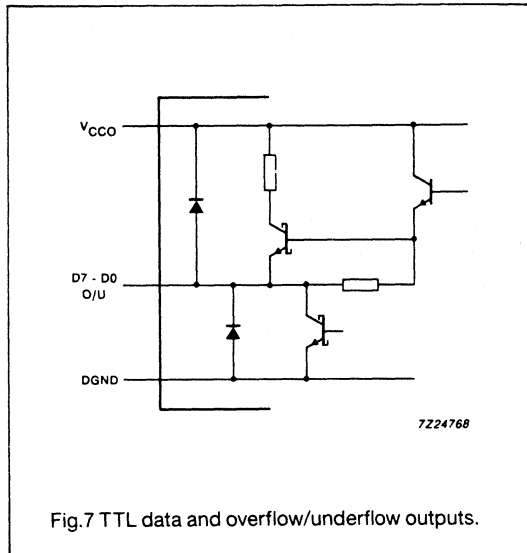 VCCO
D7 - D0
O/U
DGND
7Z24768
Fig.7 TTL data and overflow/underflow outputs.